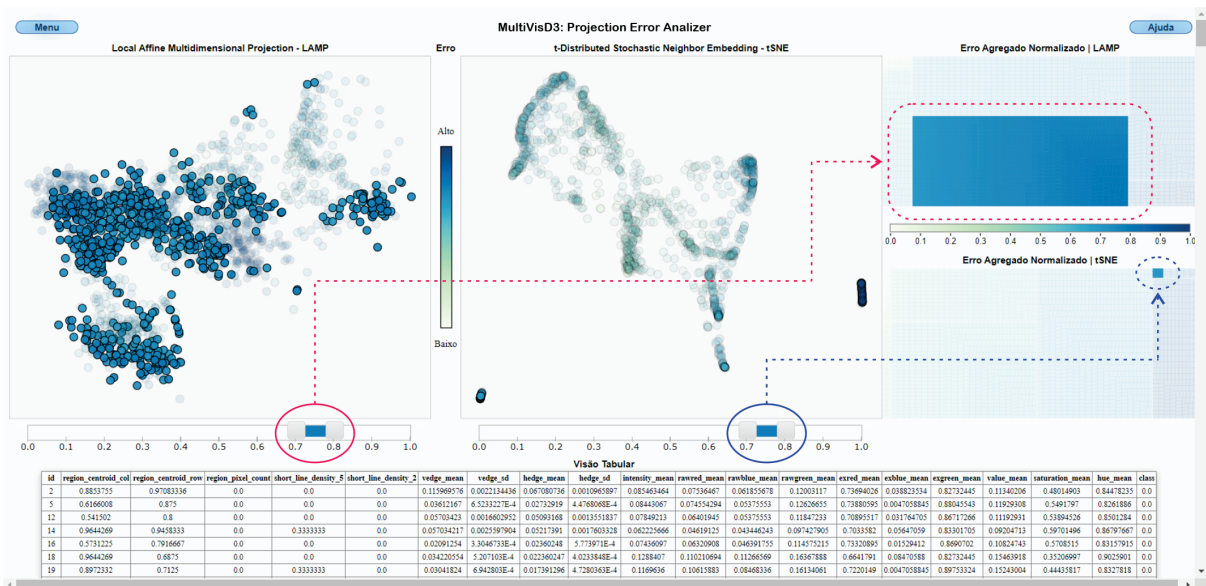 Menu
MultiVisD3: Projection Error Analizer
Ajuda
Local Affine Multidimensional Projection - LAMP
Erro
t-Distributed Stochastic Neighbor Embedding - tSNE
Erro Agregado Normalizado | LAMP
Alto
Baixo
0.0 0.1 0.2 0.3 0.4 0.5 0.6 0.7 0.8 0.9 1.0
Erro Agregado Normalizado | tSNE
0.0 0.1 0.2 0.3 0.4 0.5 0.6 0.7 0.8 0.9 1.0
0.0 0.1 0.2 0.3 0.4 0.5 0.6 0.7 0.8 0.9 1.0
Visão Tabular
id region_centroid_col region_centroid_row region_pixel_count short_line_density_5 short_line_density_2 vedge_mean vedge_sd hedge_mean hedge_sd intensity_mean rawred_mean rawblue_mean rawgreen_mean exred_mean exblue_mean exgreen_mean value_mean saturation_mean hue_mean class
2 0.8853755 0.97083336 0.0 0.0 0.0 0.115969576 0.0022134436 0.067080736 0.0010965897 0.085463464 0.07536467 0.061855678 0.12003117 0.73694026 0.038823534 0.82732445 0.11340206 0.48014903 0.84478235 0.0
5 0.6166008 0.875 0.0 0.0 0.0 0.03612167 6.5233227E-4 0.02739916 4.476068E-4 0.08443067 0.074554294 0.05375553 0.12626655 0.73880595 0.0047058845 0.88045543 0.11929308 0.5491797 0.8261886 0.0
12 0.541502 0.8 0.0 0.0 0.0 0.05703423 0.0016602952 0.05093168 0.0013551837 0.07849213 0.06401945 0.05375553 0.11847233 0.70895517 0.031764705 0.86717266 0.11192931 0.53894526 0.8501284 0.0
14 0.9644269 0.9458333 0.0 0.3333333 0.0 0.057034217 0.0025597904 0.05217391 0.0017603328 0.062225666 0.04619125 0.043446243 0.097427905 0.7033582 0.05647059 0.83301705 0.09204713 0.59701496 0.86797667 0.0
16 0.5731225 0.7916667 0.0 0.0 0.0 0.02091254 3.3046733E-4 0.02360248 5.773971E-4 0.07436097 0.06320908 0.046391755 0.114575215 0.73320895 0.01529412 0.8690702 0.10824743 0.5708515 0.83157915 0.0
18 0.9644269 0.6875 0.0 0.0 0.0 0.034220554 5.207103E-4 0.022360247 4.0233848E-4 0.1288407 0.110210694 0.11266569 0.16367888 0.6641791 0.08470588 0.82732445 0.15463918 0.35206997 0.9025901 0.0
19 0.8972332 0.7125 0.0 0.3333333 0.0 0.03041824 6.942803E-4 0.017391296 4.7280363E-4 0.1169636 0.10615883 0.08468336 0.16134061 0.7220149 0.0047058845 0.89753324 0.15243004 0.44435817 0.8327818 0.0